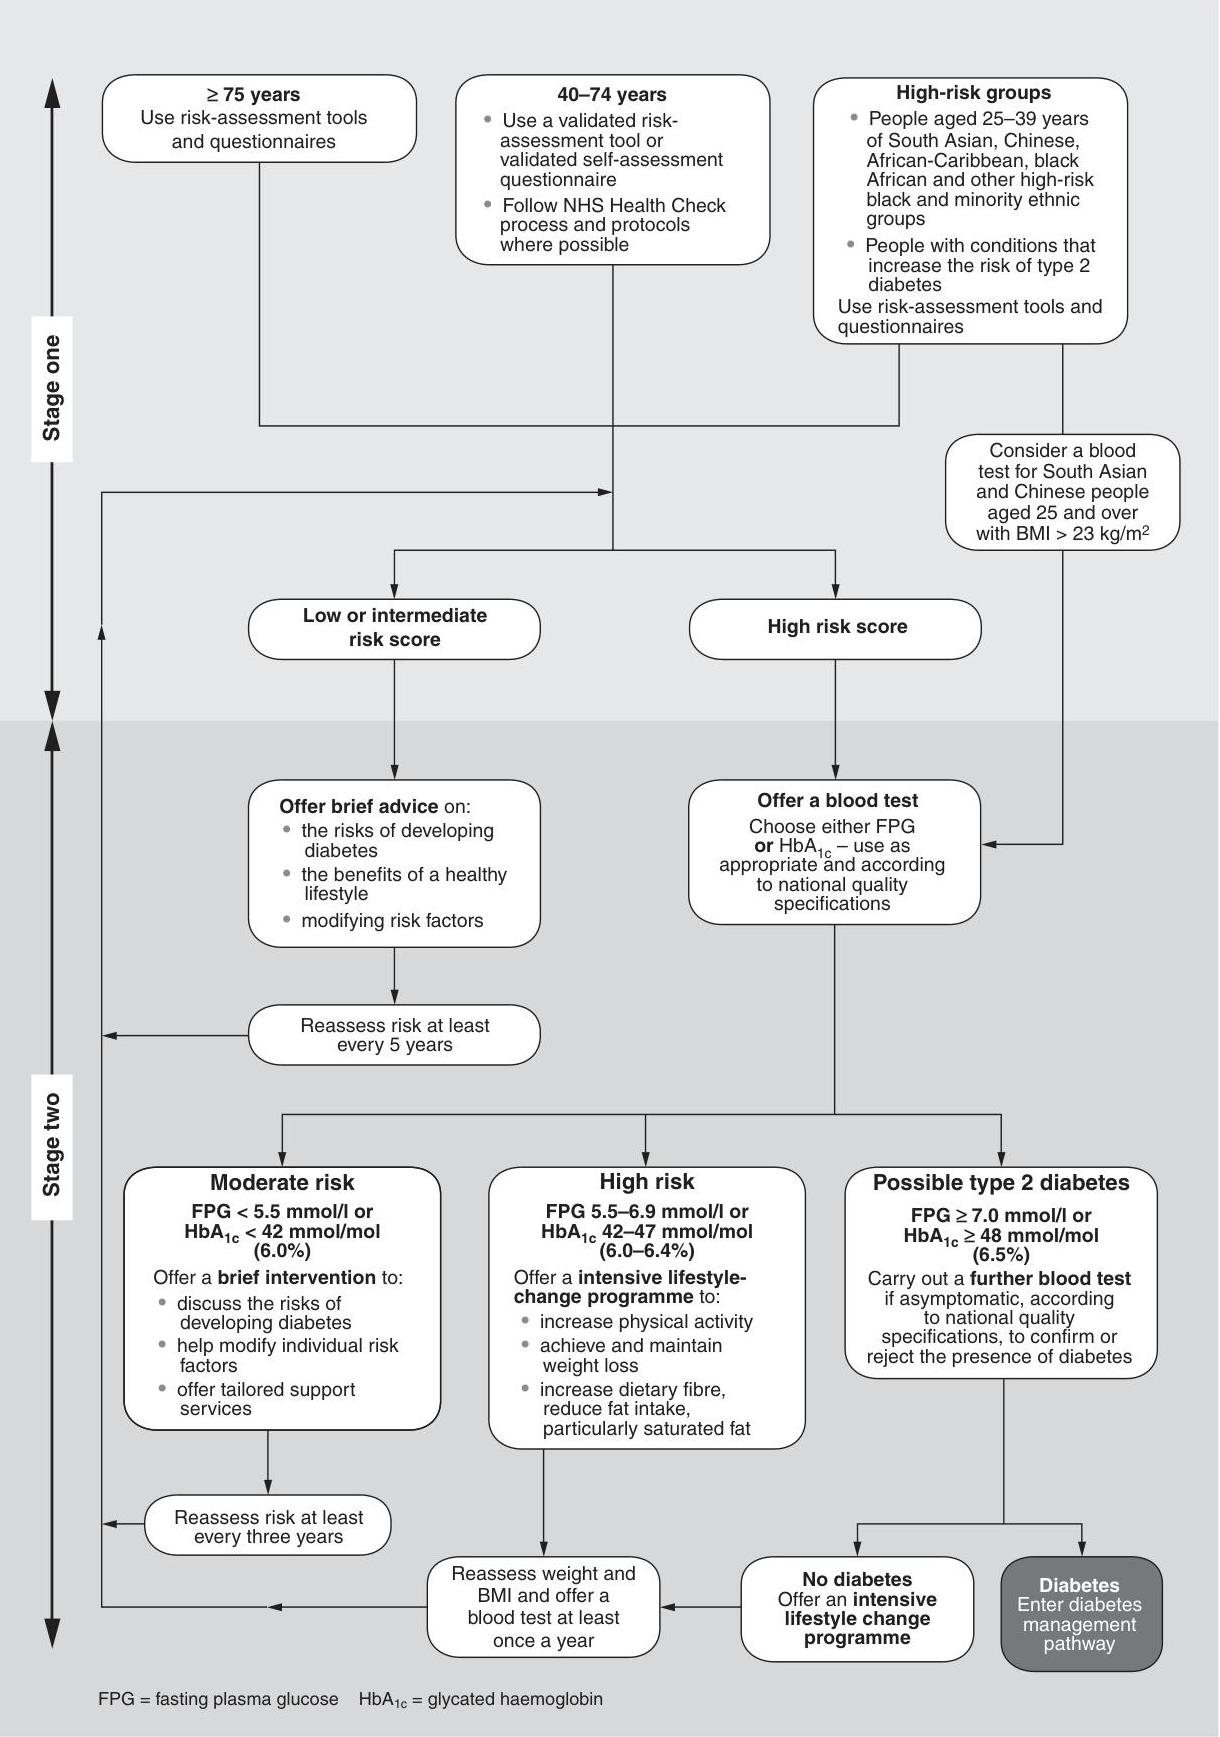 ≥ 75 years
Use risk-assessment tools
and questionnaires
40–74 years
• Use a validated risk-
assessment tool or
validated self-assessment
questionnaire
• Follow NHS Health Check
process and protocols
where possible
High-risk groups
• People aged 25–39 years
of South Asian, Chinese,
African-Caribbean, black
African and other high-risk
black and minority ethnic
groups
• People with conditions that
increase the risk of type 2
diabetes
Use risk-assessment tools and
questionnaires
Stage one
Consider a blood
test for South Asian
and Chinese people
aged 25 and over
with BMI > 23 kg/m²
Low or intermediate
risk score
High risk score
Offer brief advice on:
• the risks of developing
diabetes
• the benefits of a healthy
lifestyle
• modifying risk factors
Offer a blood test
Choose either FPG
or HbA1c – use as
appropriate and according
to national quality
specifications
Reassess risk at least
every 5 years
Stage two
Moderate risk
FPG < 5.5 mmol/l or
HbA1c < 42 mmol/mol
(6.0%)
Offer a brief intervention to:
• discuss the risks of
developing diabetes
• help modify individual risk
factors
• offer tailored support
services
High risk
FPG 5.5–6.9 mmol/l or
HbA1c 42–47 mmol/mol
(6.0–6.4%)
Offer a intensive lifestyle-
change programme to:
• increase physical activity
• achieve and maintain
weight loss
• increase dietary fibre,
reduce fat intake,
particularly saturated fat
Possible type 2 diabetes
FPG ≥ 7.0 mmol/l or
HbA1c ≥ 48 mmol/mol
(6.5%)
Carry out a further blood test
if asymptomatic, according
to national quality
specifications, to confirm or
reject the presence of diabetes
Reassess risk at least
every three years
Reassess weight and
BMI and offer a
blood test at least
once a year
No diabetes
Offer an intensive
lifestyle change
programme
Diabetes
Enter diabetes
management
pathway
FPG = fasting plasma glucose HbA1c = glycated haemoglobin